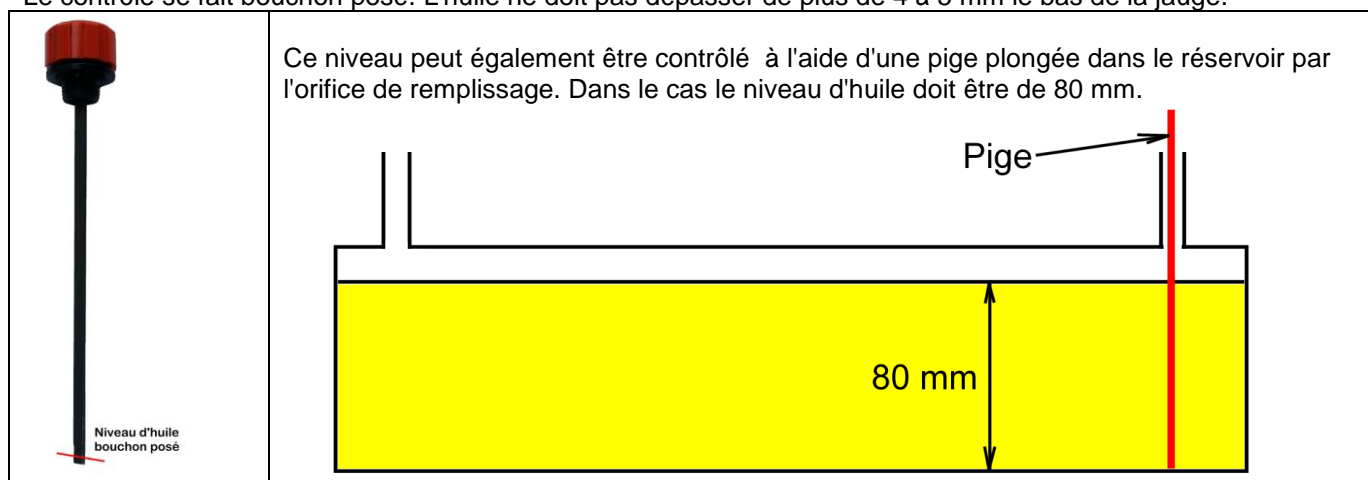 Le contrôle se fait bouchon posé. L'huile ne doit pas dépasser de plus de 4 à 5 mm le bas de la jauge.
Ce niveau peut également être contrôlé à l'aide d'une pige plongée dans le réservoir par
l'orifice de remplissage. Dans le cas le niveau d'huile doit être de 80 mm.
Pige
80 mm
Niveau d'huile
bouchon posé